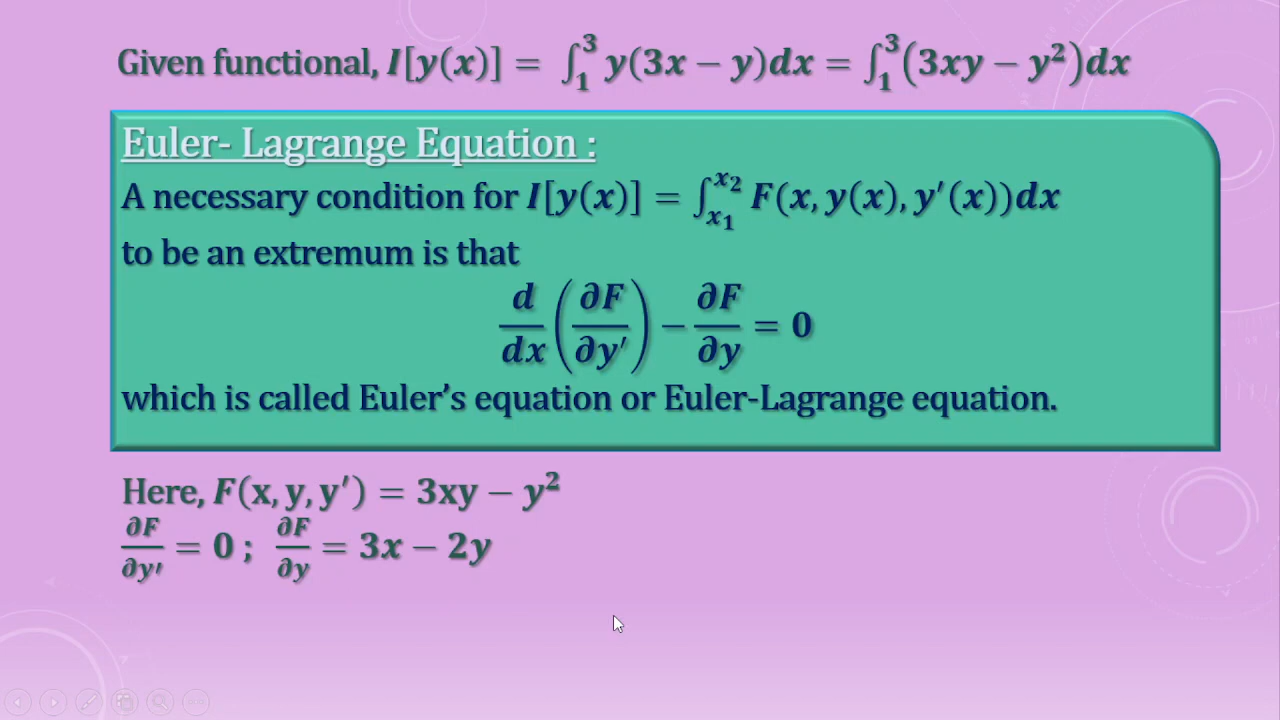 Given functional, I[y(x)] = ∫₁³ y(3x − y)dx = ∫₁³(3xy − y²)dx
Euler- Lagrange Equation :
A necessary condition for I[y(x)] = ∫ₓ₁ˣ² F(x, y(x), y′(x))dx
to be an extremum is that
d/dx (∂F/∂y′) − ∂F/∂y = 0
which is called Euler’s equation or Euler-Lagrange equation.
Here, F(x, y, y′) = 3xy − y²
∂F/∂y′ = 0 ; ∂F/∂y = 3x − 2y